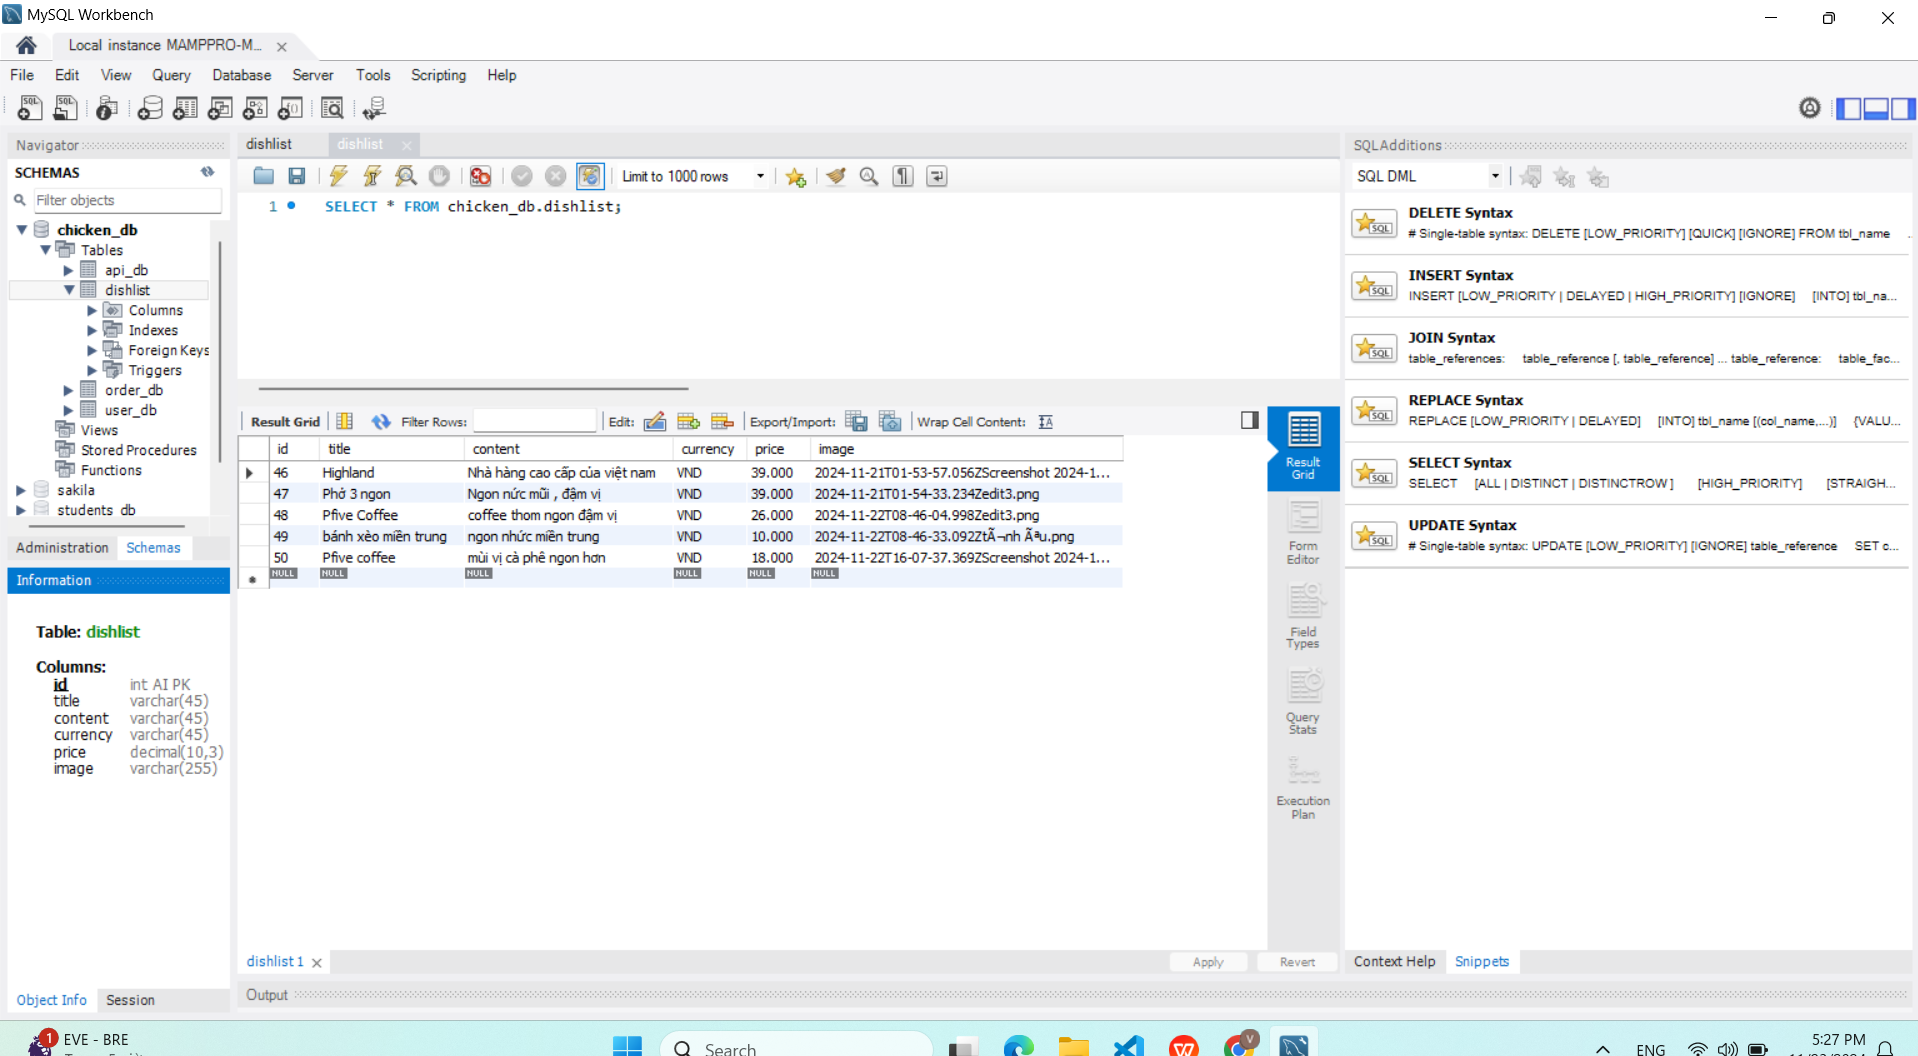 MySQL Workbench
Local instance MAMPPRO-M...
File Edit View Query Database Server Tools Scripting Help
Navigator
SCHEMAS
Filter objects
chicken_db
Tables
api_db
dishlist
Columns
Indexes
Foreign Keys
Triggers
order_db
user_db
Views
Stored Procedures
Functions
sakila
students_db
Administration Schemas
Information
Table: dishlist
Columns:
id int AI PK
title varchar(45)
content varchar(45)
currency varchar(45)
price decimal(10,3)
image varchar(255)
Object Info Session
dishlist dishlist
Limit to 1000 rows
1 SELECT * FROM chicken_db.dishlist;
Result Grid Filter Rows: Edit: Export/Import: Wrap Cell Content:
id title content currency price image
46 Highland Nhà hàng cao cấp của việt nam VND 39.000 2024-11-21T01-53-57.056ZScreenshot 2024-1...
47 Phở 3 ngon Ngon nức mũi , đậm vị VND 39.000 2024-11-21T01-54-33.234Zedit3.png
48 Pfive Coffee coffee thom ngon đậm vị VND 26.000 2024-11-22T08-46-04.998Zedit3.png
49 bánh xèo miền trung ngon nhức miền trung VND 10.000 2024-11-22T08-46-33.092ZtÃ¬nh Ãªu.png
50 Pfive coffee mùi vị cà phê ngon hơn VND 18.000 2024-11-22T16-07-37.369ZScreenshot 2024-1...
NULL NULL NULL NULL NULL NULL
Result Grid
Form Editor
Field Types
Query Stats
Execution Plan
dishlist 1 Apply Revert
Output
SQLAdditions
SQL DML
DELETE Syntax
# Single-table syntax: DELETE [LOW_PRIORITY] [QUICK] [IGNORE] FROM tbl_name ...
INSERT Syntax
INSERT [LOW_PRIORITY | DELAYED | HIGH_PRIORITY] [IGNORE] [INTO] tbl_na...
JOIN Syntax
table_references: table_reference [, table_reference] ... table_reference: table_fac...
REPLACE Syntax
REPLACE [LOW_PRIORITY | DELAYED] [INTO] tbl_name [(col_name,...)] {VALU...
SELECT Syntax
SELECT [ALL | DISTINCT | DISTINCTROW ] [HIGH_PRIORITY] [STRAIGH...
UPDATE Syntax
# Single-table syntax: UPDATE [LOW_PRIORITY] [IGNORE] table_reference SET c...
Context Help Snippets
1 EVE - BRE
Search
ENG
5:27 PM